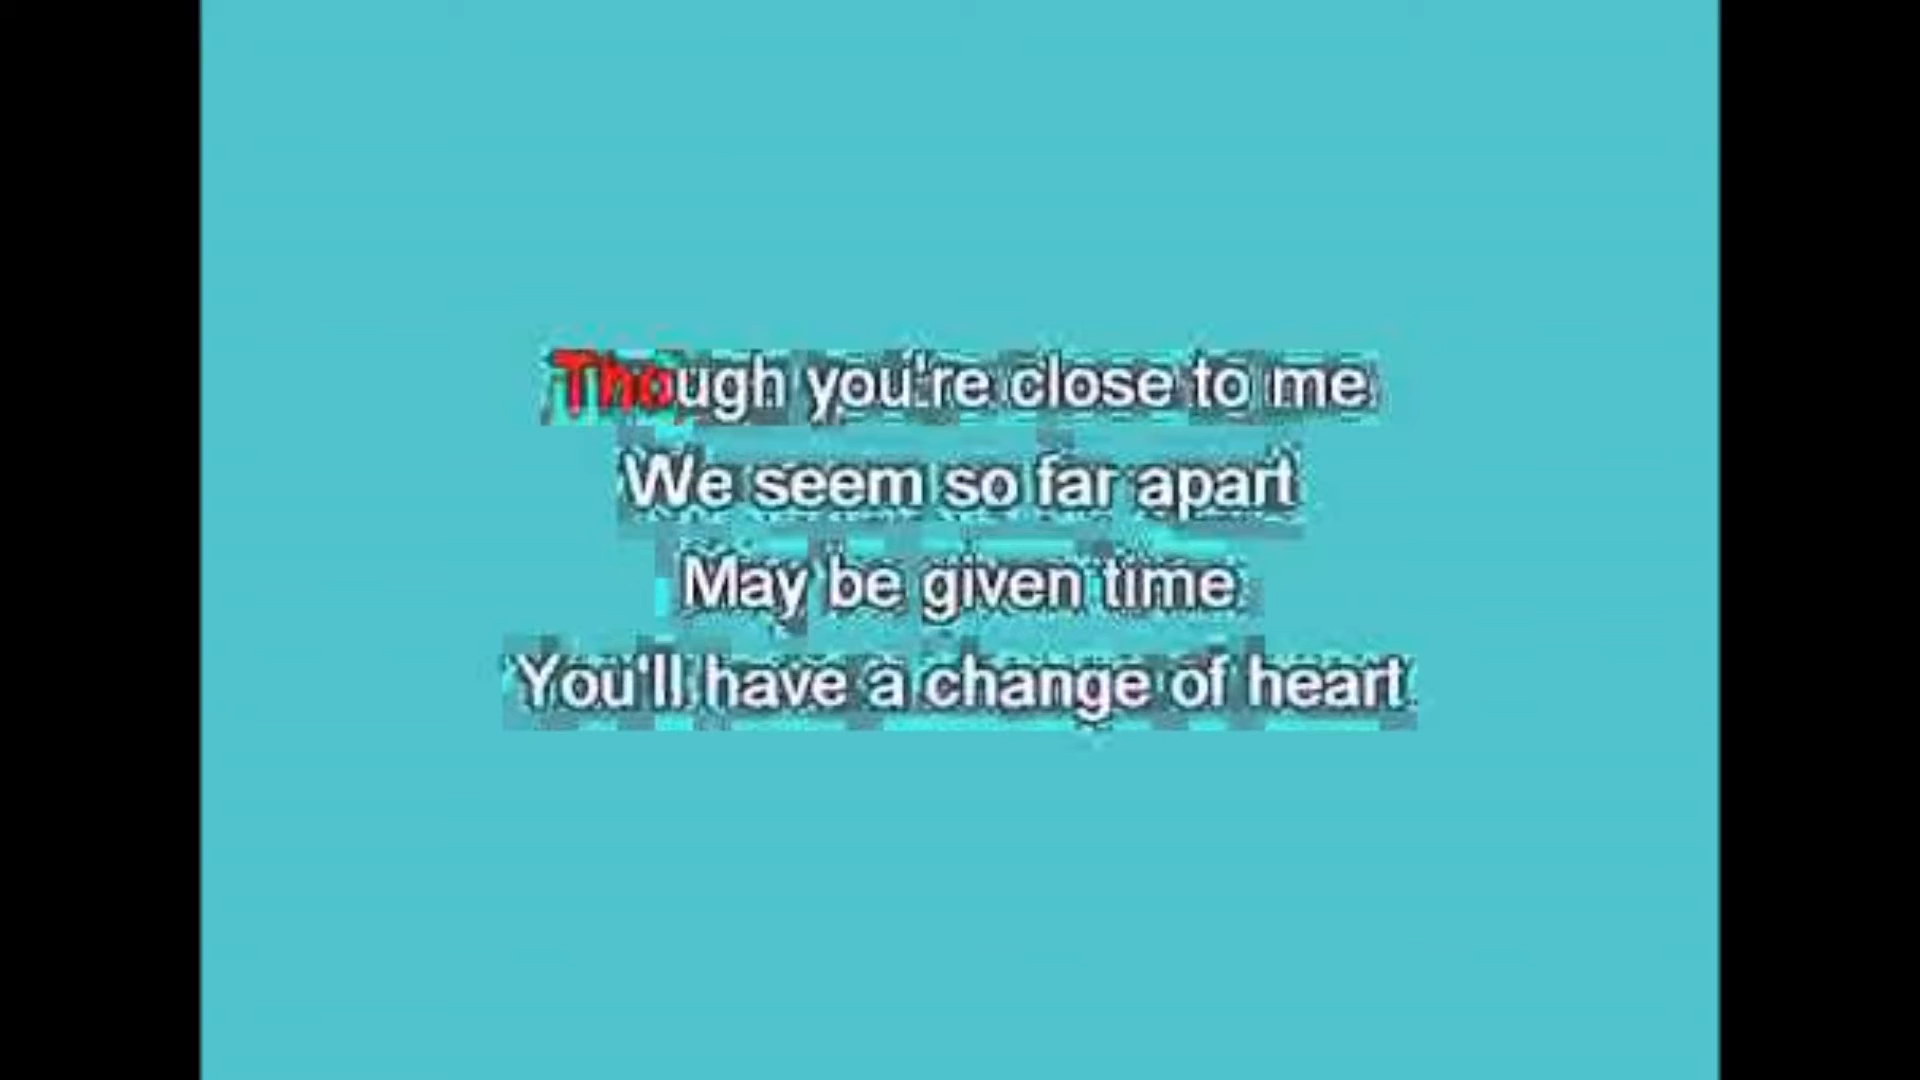 Though you're close to me
We seem so far apart
May be given time
You'll have a change of heart